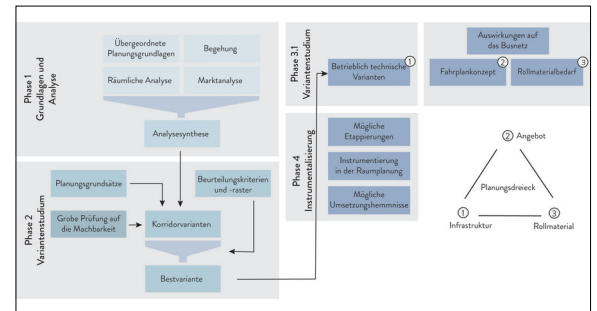 Phase 1
Grundlagen und
Analyse
Übergeordnete
Planungsgrundlagen
Begehung
Räumliche Analyse
Marktanalyse
Analysesynthese
Phase 2
Variantenstudium
Planungsgrundsätze
Beurteilungskriterien
und -raster
Grobe Prüfung auf
die Machbarkeit
Korridorvarianten
Bestvariante
Phase 3.1
Variantenstudium
Betrieblich technische
Varianten
1
Auswirkungen auf
das Busnetz
Fahrplankonzept
2
Rollmaterialbedarf
3
Phase 4
Instrumentalisierung
Mögliche
Etappierungen
Instrumentierung
in der Raumplanung
Mögliche
Umsetzungshemmnisse
2 Angebot
Planungsdreieck
1
Infrastruktur
3
Rollmaterial